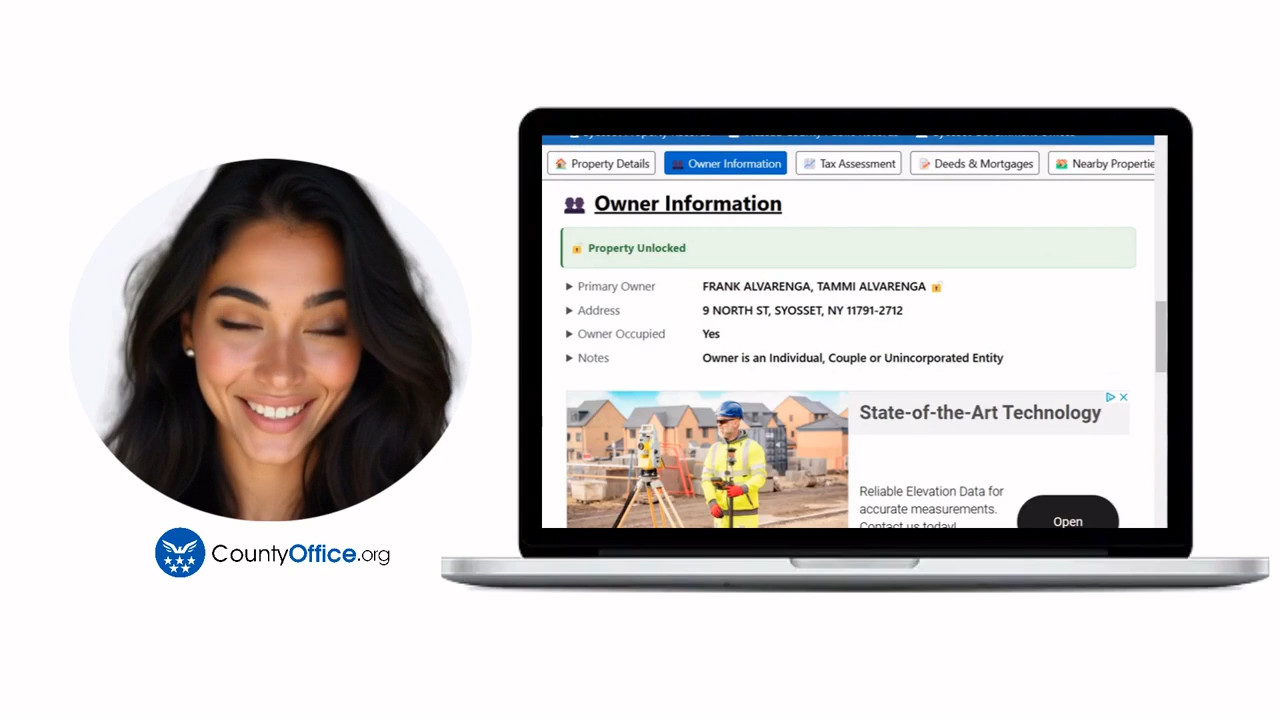 Property Details
Owner Information
Tax Assessment
Deeds & Mortgages
Nearby Propertie
Owner Information
Property Unlocked
Primary Owner FRANK ALVARENGA, TAMMI ALVARENGA
Address 9 NORTH ST, SYOSSET, NY 11791-2712
Owner Occupied Yes
Notes Owner is an Individual, Couple or Unincorporated Entity
State-of-the-Art Technology
Reliable Elevation Data for
accurate measurements.
Contact us today!
Open
CountyOffice.org